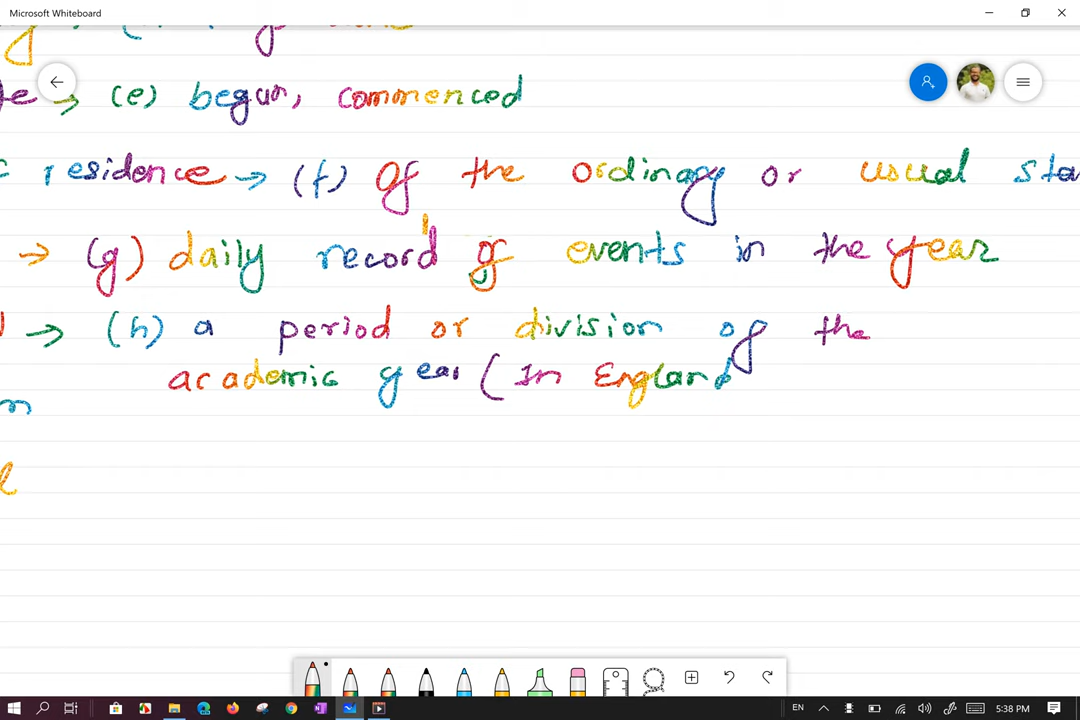 Microsoft Whiteboard
→ (e) begun, commenced
residence → (f) Of the ordinary or usual sta
→ (g) daily record of events in the year
→ (h) a period or division of the
academic year (In England
EN
5:38 PM